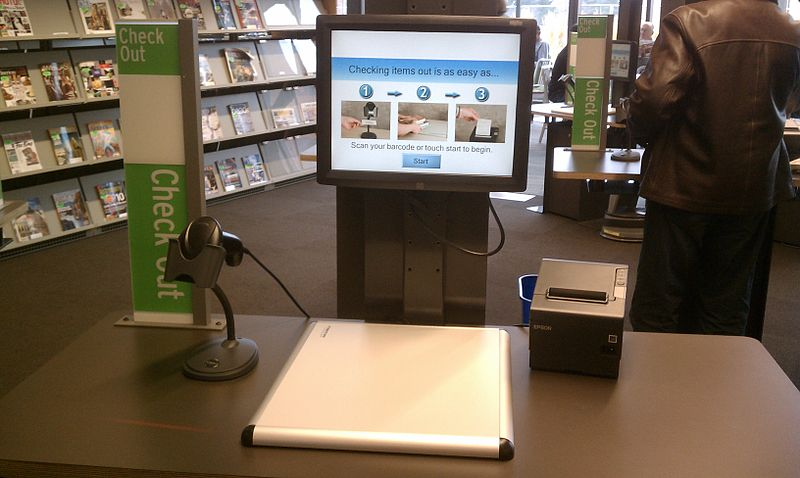 Check
Out
Check Out
Checking items out is as easy as...
1
2
3
Scan your barcode or touch start to begin.
Start
EPSON
Check
Out
Check Out